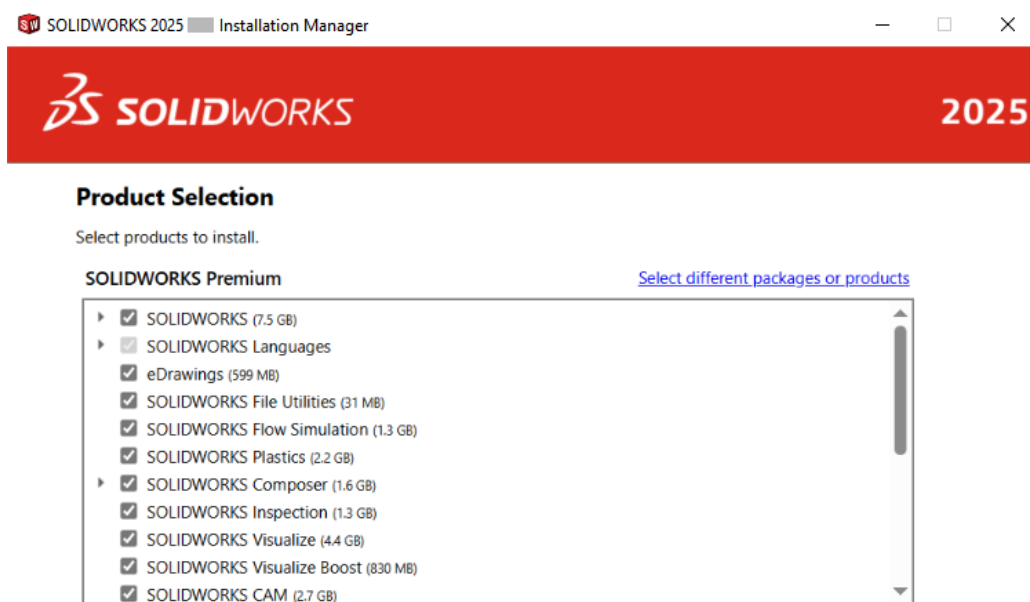 SOLIDWORKS 2025 Installation Manager
SOLIDWORKS 2025
Product Selection
Select products to install.
SOLIDWORKS Premium Select different packages or products
SOLIDWORKS (7.5 GB)
SOLIDWORKS Languages
eDrawings (599 MB)
SOLIDWORKS File Utilities (31 MB)
SOLIDWORKS Flow Simulation (1.3 GB)
SOLIDWORKS Plastics (2.2 GB)
SOLIDWORKS Composer (1.6 GB)
SOLIDWORKS Inspection (1.3 GB)
SOLIDWORKS Visualize (4.4 GB)
SOLIDWORKS Visualize Boost (830 MB)
SOLIDWORKS CAM (2.7 GB)